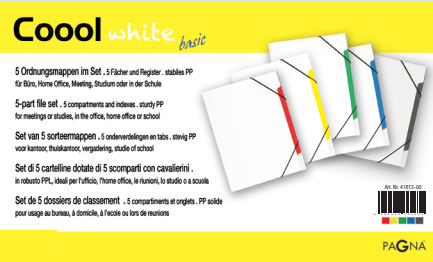 Coool white basic
5 Ordnungsmappen im Set . 5 Fächer und Register . stabiles PP
für Büro, Home Office, Meeting, Studium oder in der Schule
5-part file set . 5 compartments and indexes . sturdy PP
for meetings or studies, in the office, home office or school
Set van 5 sorteermappen . 5 onderverdelingen en tabs . stevig PP
voor kantoor, thuiskantoor, vergadering, studie of school
Set di 5 cartelline dotate di 5 scomparti con cavalierini .
in robusto PPL, ideali per l'ufficio, l'home office, le riunioni, lo studio o a scuola
Set de 5 dossiers de classement . 5 compartiments et onglets . PP solide
pour usage au bureau, à domicile, à l'ecole ou lors de reunions
Art. Nr. 41013-00
PAGNA